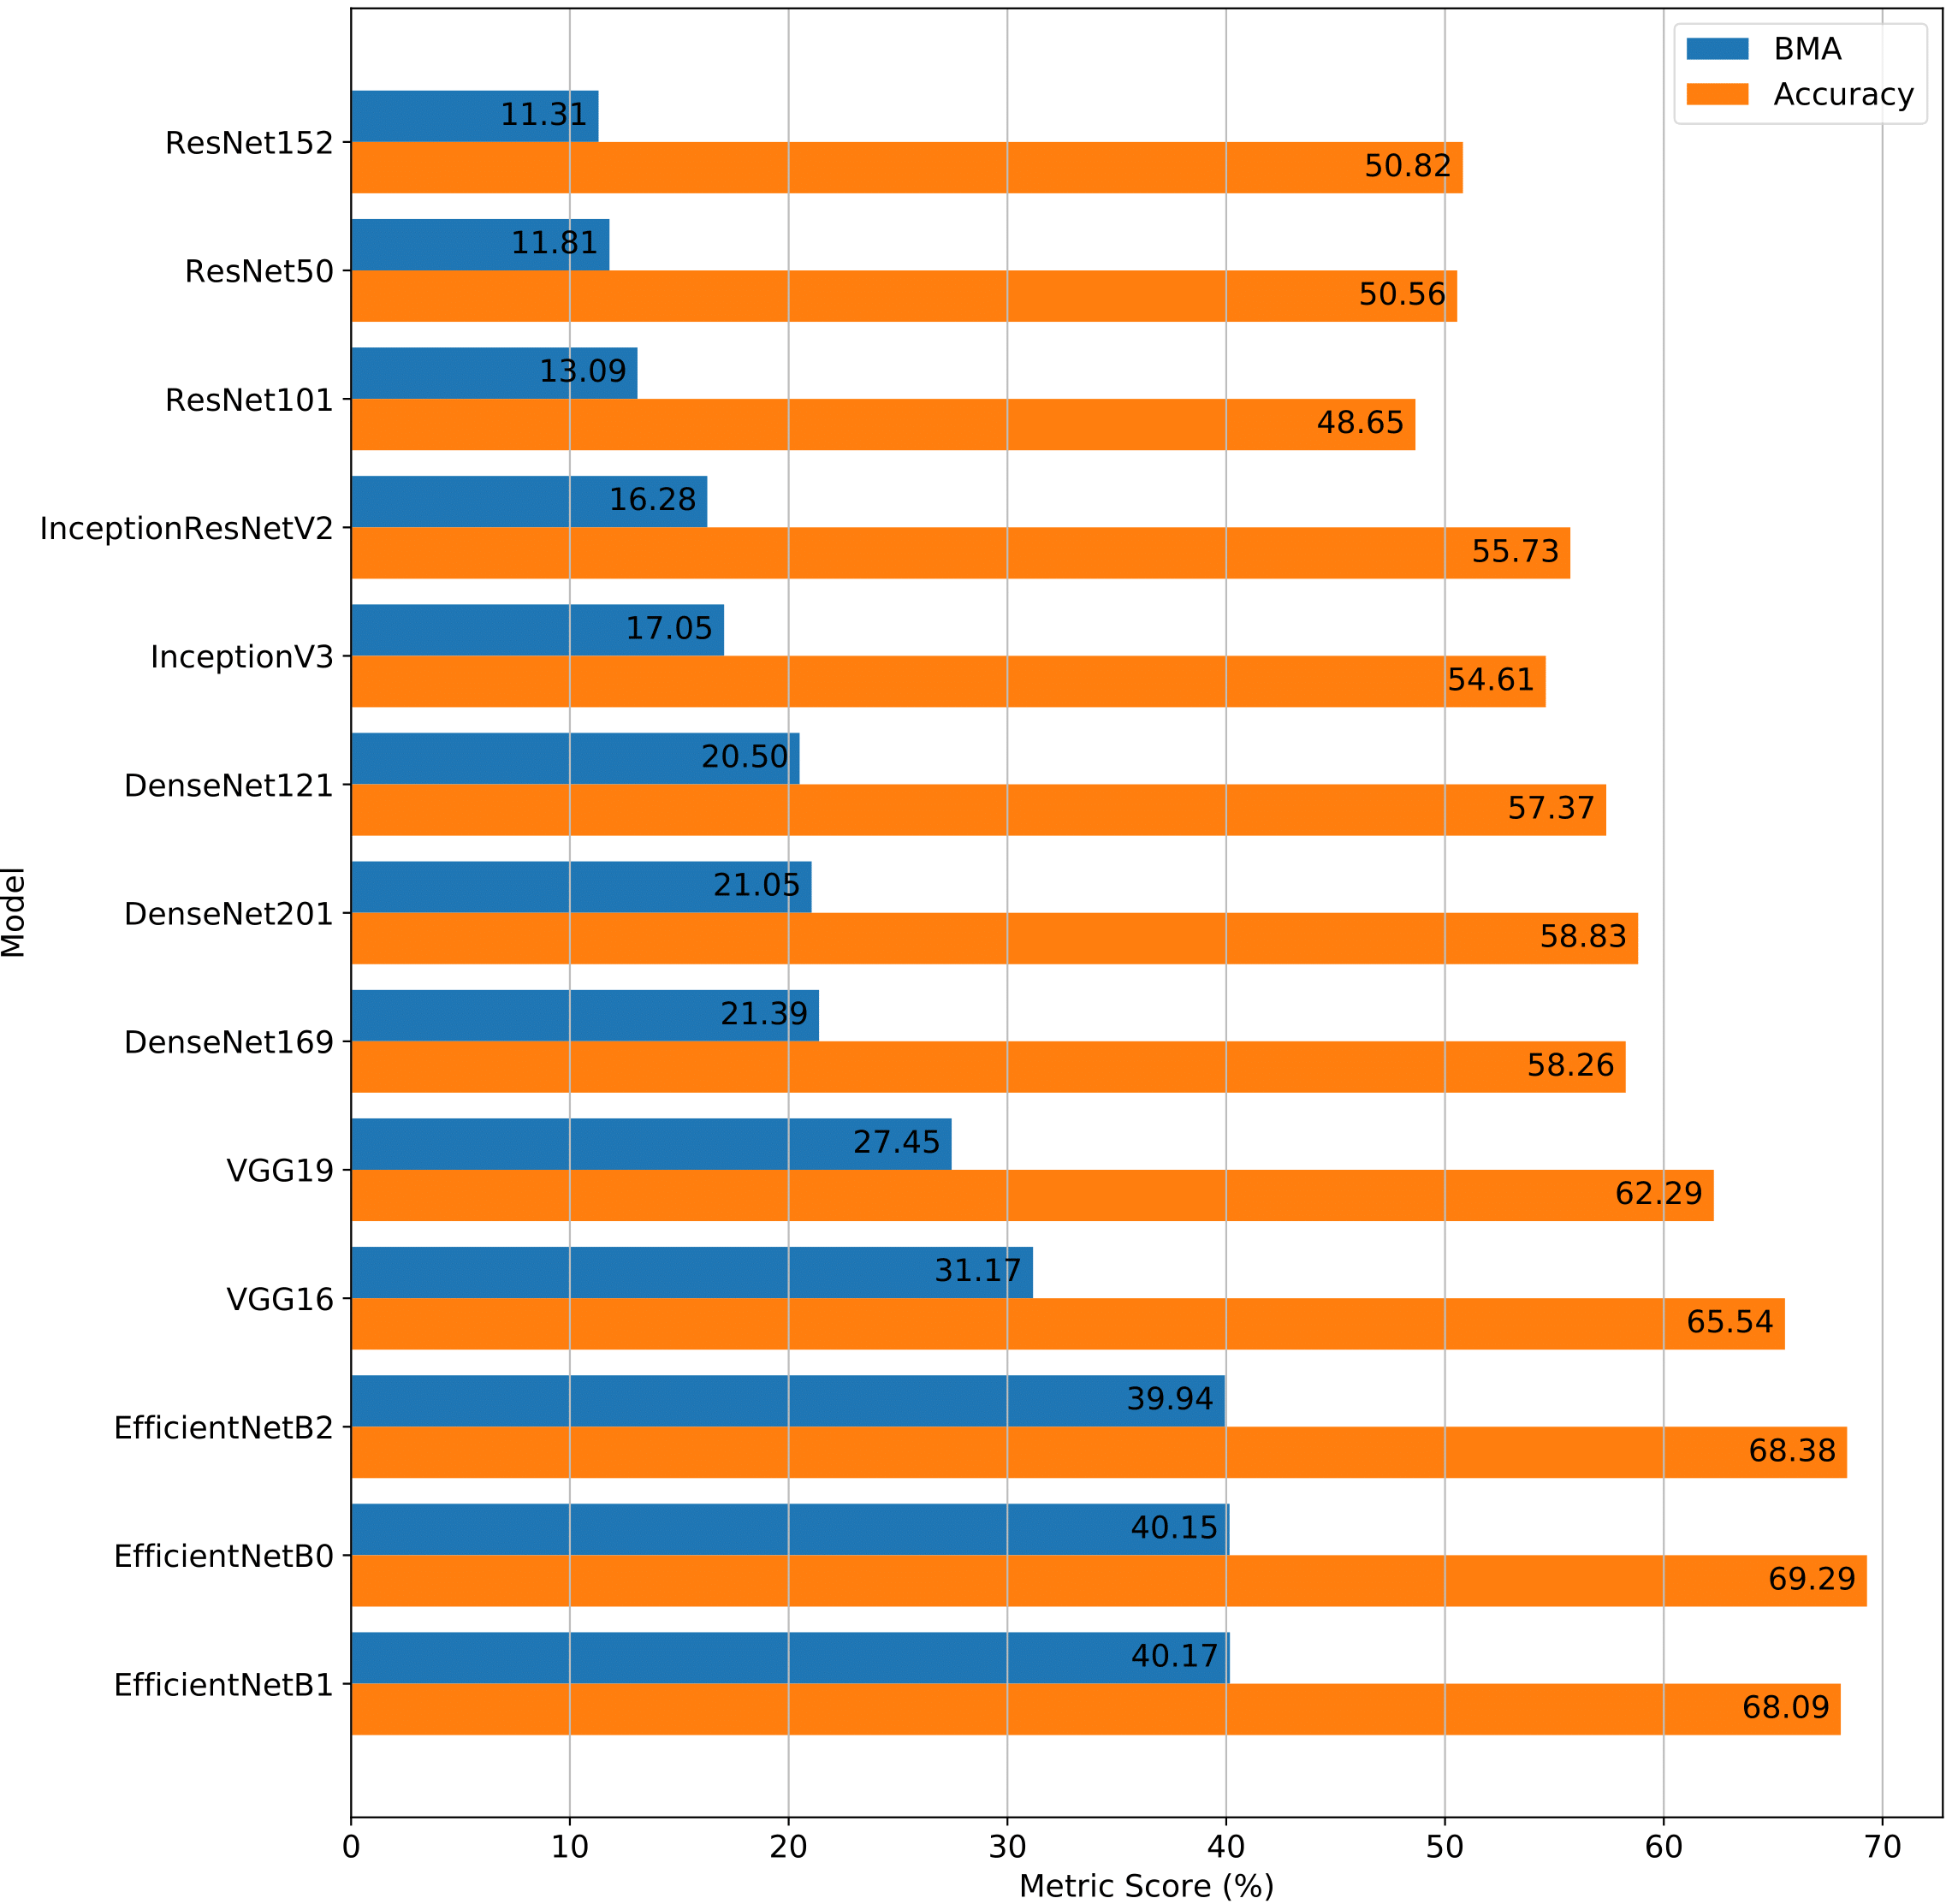 BMA
Accuracy
ResNet152
11.31
50.82
ResNet50
11.81
50.56
ResNet101
13.09
48.65
InceptionResNetV2
16.28
55.73
InceptionV3
17.05
54.61
DenseNet121
20.50
57.37
DenseNet201
21.05
58.83
DenseNet169
21.39
58.26
VGG19
27.45
62.29
VGG16
31.17
65.54
EfficientNetB2
39.94
68.38
EfficientNetB0
40.15
69.29
EfficientNetB1
40.17
68.09
Model
0 10 20 30 40 50 60 70
Metric Score (%)